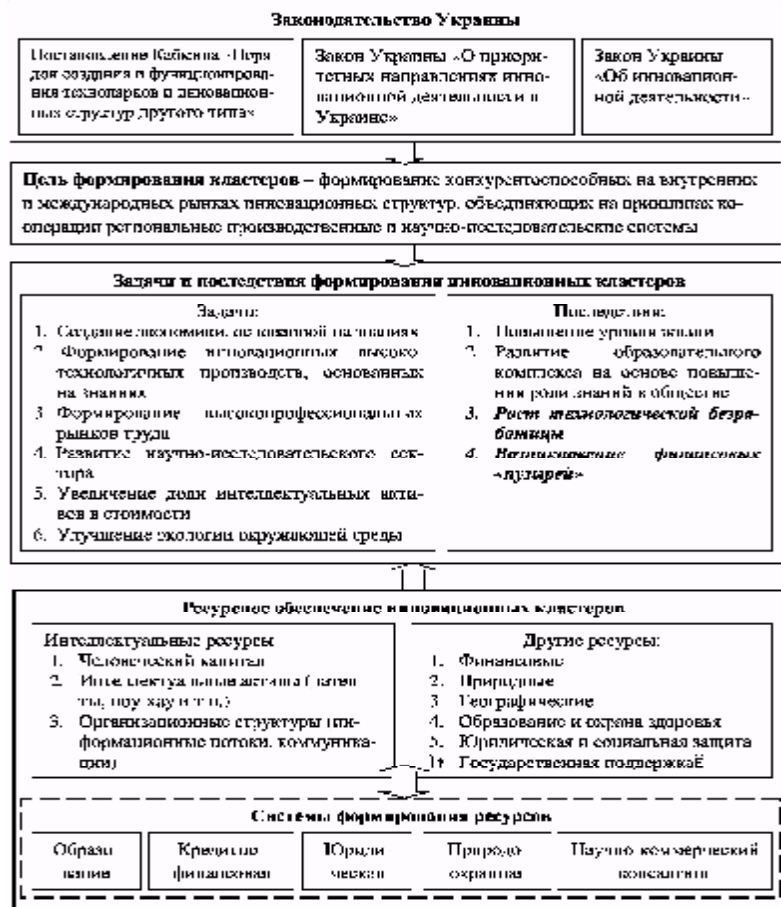 Законодательство Украины
Постановление Кабмина «Поря-
док создания и функционирова-
ния технопарков и инновацион-
ных структур другого типа»
Закон Украины «О приори-
тетных направлениях инно-
вационной деятельности в
Украине»
Закон Украины
«Об инновацион-
ной деятельности»
Цель формирования кластеров – формирование конкурентоспособных на внутренних
и международных рынках инновационных структур, объединяющих на принципах ко-
операции региональные производственные и научно-исследовательские системы
Задачи и последствия формирования инновационных кластеров
Задачи:
1. Создание экономики, основанной на знаниях
2. Формирование инновационных высоко-
технологичных производств, основанных
на знаниях
3. Формирование высокопрофессиональных
рынков труда
4. Развитие научно-исследовательского сек-
тора
5. Увеличение доли интеллектуальных акти-
вов в стоимости
6. Улучшение экологии окружающей среды
Последствия:
1. Повышение уровня жизни
2. Развитие образовательного
комплекса на основе повыше-
ния роли знаний в обществе
3. Рост технологической безра-
ботицы
4. Возникновение финансовых
«пузырей»
Ресурсное обеспечение инновационных кластеров
Интеллектуальные ресурсы
1. Человеческий капитал
2. Интеллектуальные активы (патен-
ты, ноу-хау и т.п.)
3. Организационные структуры (ин-
формационные потоки, коммуника-
ции)
Другие ресурсы:
1. Финансовые
2. Природные
3. Географические
4. Образование и охрана здоровья
5. Юридическая и социальная защита
Государственная поддержкаЁ
Системы формирования ресурсов
Образо-
вание
Кредитно-
финансовая
Юриди-
ческая
Природо-
охранная
Научно-коммерческий
консалтинг